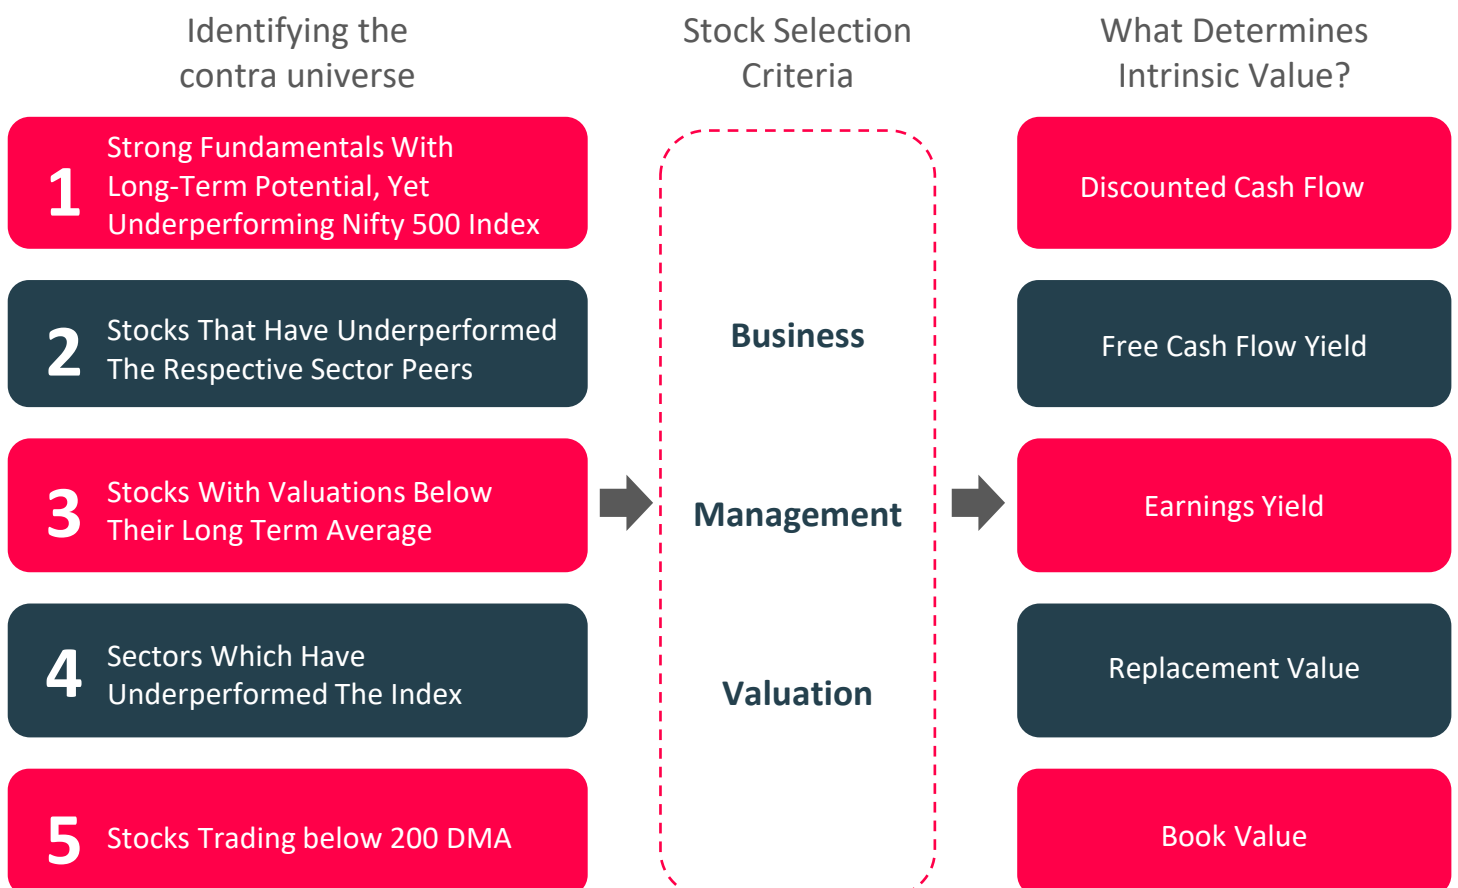 Identifying the
contra universe
1
Strong Fundamentals With
Long-Term Potential, Yet
Underperforming Nifty 500 Index
2
Stocks That Have Underperformed
The Respective Sector Peers
3
Stocks With Valuations Below
Their Long Term Average
4
Sectors Which Have
Underperformed The Index
5
Stocks Trading below 200 DMA
Stock Selection
Criteria
Business
Management
Valuation
What Determines
Intrinsic Value?
Discounted Cash Flow
Free Cash Flow Yield
Earnings Yield
Replacement Value
Book Value